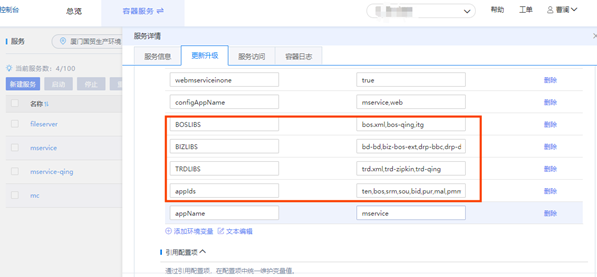 控制台 总览 容器服务 帮助 工单
服务 厦门国贸生产环境
服务详情
服务信息 更新升级 服务访问 容器日志
当前服务数：4/100
新建服务 启动 停止
名称
fileserver
mservice
mservice-qing
mc
webmserviceinone true 删除
configAppName mservice,web 删除
BOSLIBS bos.xml,bos-qing,itg 删除
BIZLIBS bd-bd,biz-bos-ext,drp-bbc,drp-d 删除
TRDLIBS trd.xml,trd-zipkin,trd-qing 删除
appIds ten,bos,srm,sou,bid,pur,mal,pmm 删除
appName mservice 删除
添加环境变量 文本编辑
引用配置项
通过引用配置项，在配置项中统一维护变量值。